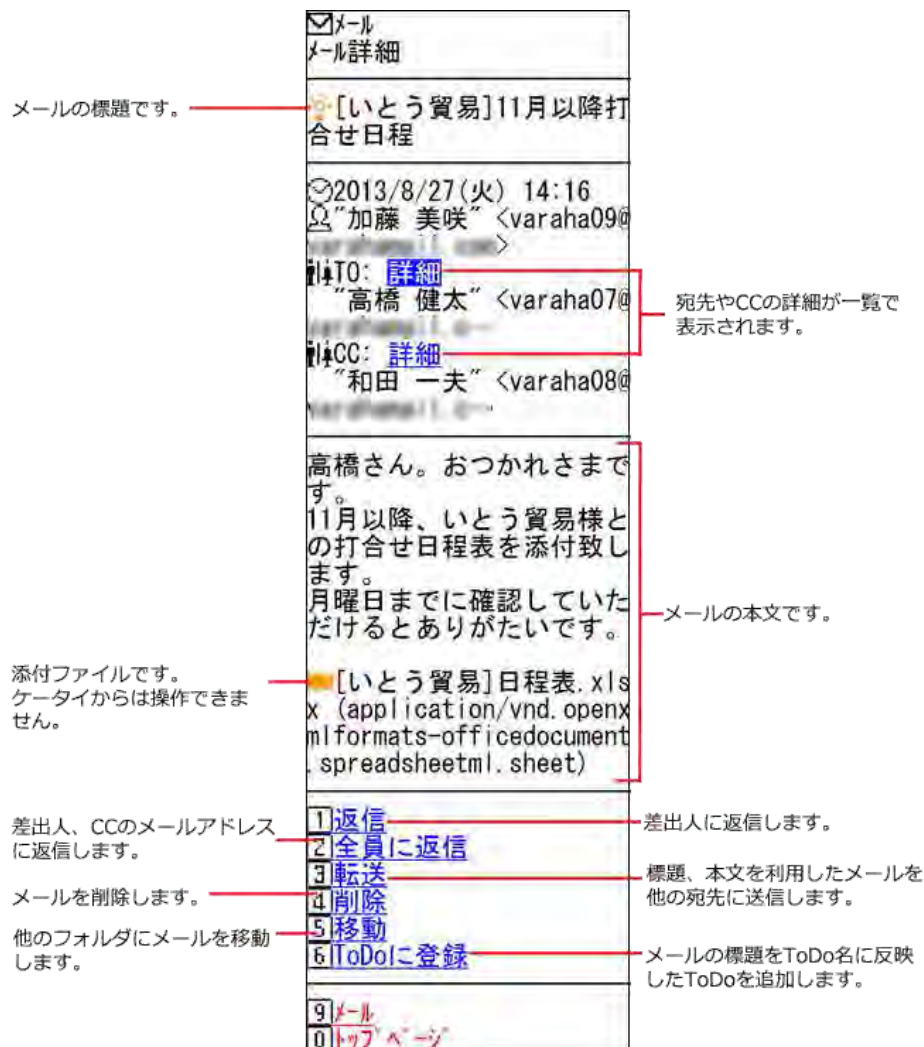 メール
メール詳細
メールの標題です。
[いとう貿易]11月以降打
合せ日程
2013/8/27(火) 14:16
"加藤 美咲" <varaha09@
>
TO: 詳細
"高橋 健太" <varaha07@
CC: 詳細
"和田 一夫" <varaha08@
宛先やCCの詳細が一覧で
表示されます。
高橋さん。おつかれさまで
す。
11月以降、いとう貿易様と
の打合せ日程表を添付致し
ます。
月曜日までに確認していた
だけるとありがたいです。
メールの本文です。
添付ファイルです。
ケータイからは操作できま
せん。
[いとう貿易]日程表.xls
x (application/vnd.openx
mlformats-officedocument
.spreadsheetml.sheet)
1返信
差出人に返信します。
差出人、CCのメールアドレス
に返信します。
2全員に返信
3転送
標題、本文を利用したメールを
他の宛先に送信します。
メールを削除します。
4削除
他のフォルダにメールを移動
します。
5移動
6ToDoに登録
メールの標題をToDo名に反映
したToDoを追加します。
9メール
0トップページ